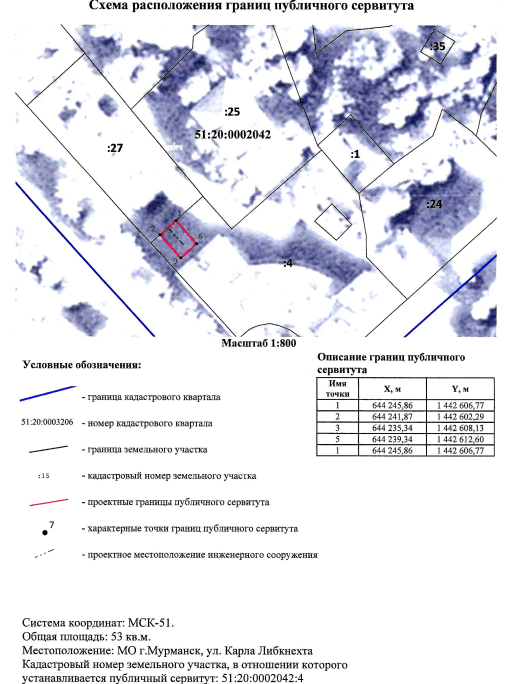 Схема расположения границ публичного сервитута
:35
:25
51:20:0002042
:27
:1
:24
1
2
5
3
:4
Масштаб 1:800
Условные обозначения:
- граница кадастрового квартала
51:20:0003206 - номер кадастрового квартала
- граница земельного участка
:15 - кадастровый номер земельного участка
- проектные границы публичного сервитута
7 - характерные точки границ публичного сервитута
- проектное местоположение инженерного сооружения
Описание границ публичного
сервитута
Имя точки X, м Y, м
1 644 245,86 1 442 606,77
2 644 241,87 1 442 602,29
3 644 235,34 1 442 608,13
5 644 239,34 1 442 612,60
1 644 245,86 1 442 606,77
Система координат: МСК-51.
Общая площадь: 53 кв.м.
Местоположение: МО г.Мурманск, ул. Карла Либкнехта
Кадастровый номер земельного участка, в отношении которого
устанавливается публичный сервитут: 51:20:0002042:4